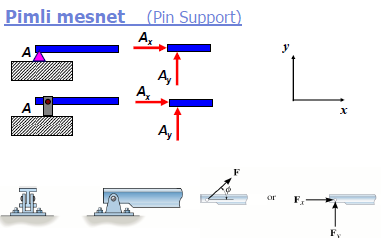 Pimli mesnet (Pin Support)
A
Ax
Ay
y
x
A
Ax
Ay
F
ϕ
or
Fx
Fy